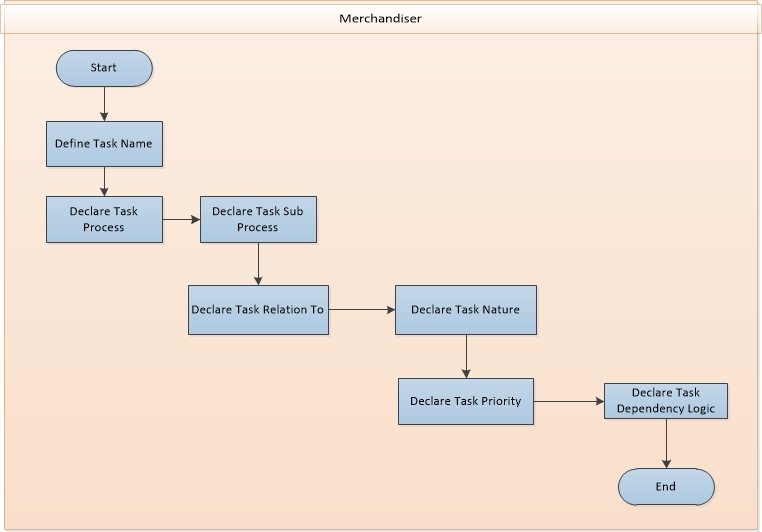 Merchandiser
Start
Define Task Name
Declare Task
Process
Declare Task Sub
Process
Declare Task Relation To
Declare Task Nature
Declare Task Priority
Declare Task
Dependency Logic
End